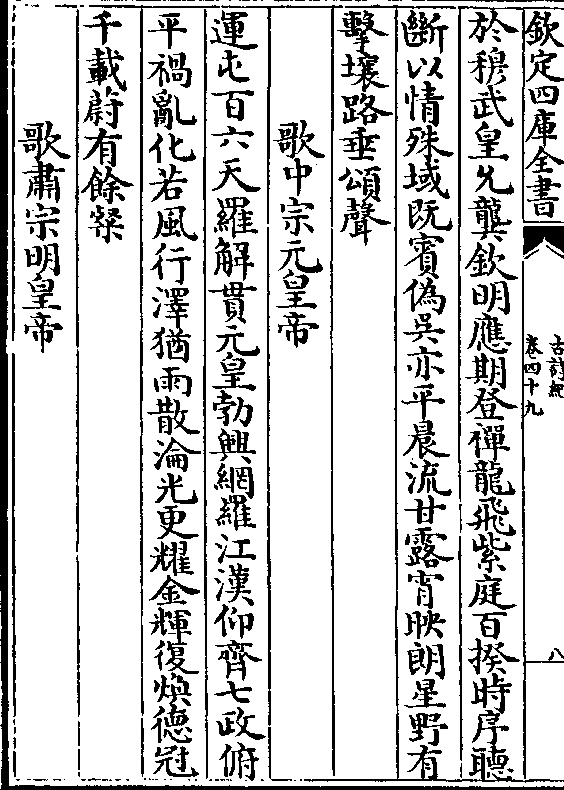 欽定四庫全書
古詩紀
卷四十九
八
於穆武皇允龔欽明應期登禪龍飛紫庭百揆時序聽
斷以情殊域既賓偽吳亦平晨流甘露宵映朗星野有
擊壤路垂頌聲
歌中宗元皇帝
運屯百六天羅解貫元皇勃興網羅江漢仰齊七政俯
平禍亂化若風行澤猶雨散淪光更耀金輝復煥德冠
千載蔚有餘粲
歌肅宗明皇帝